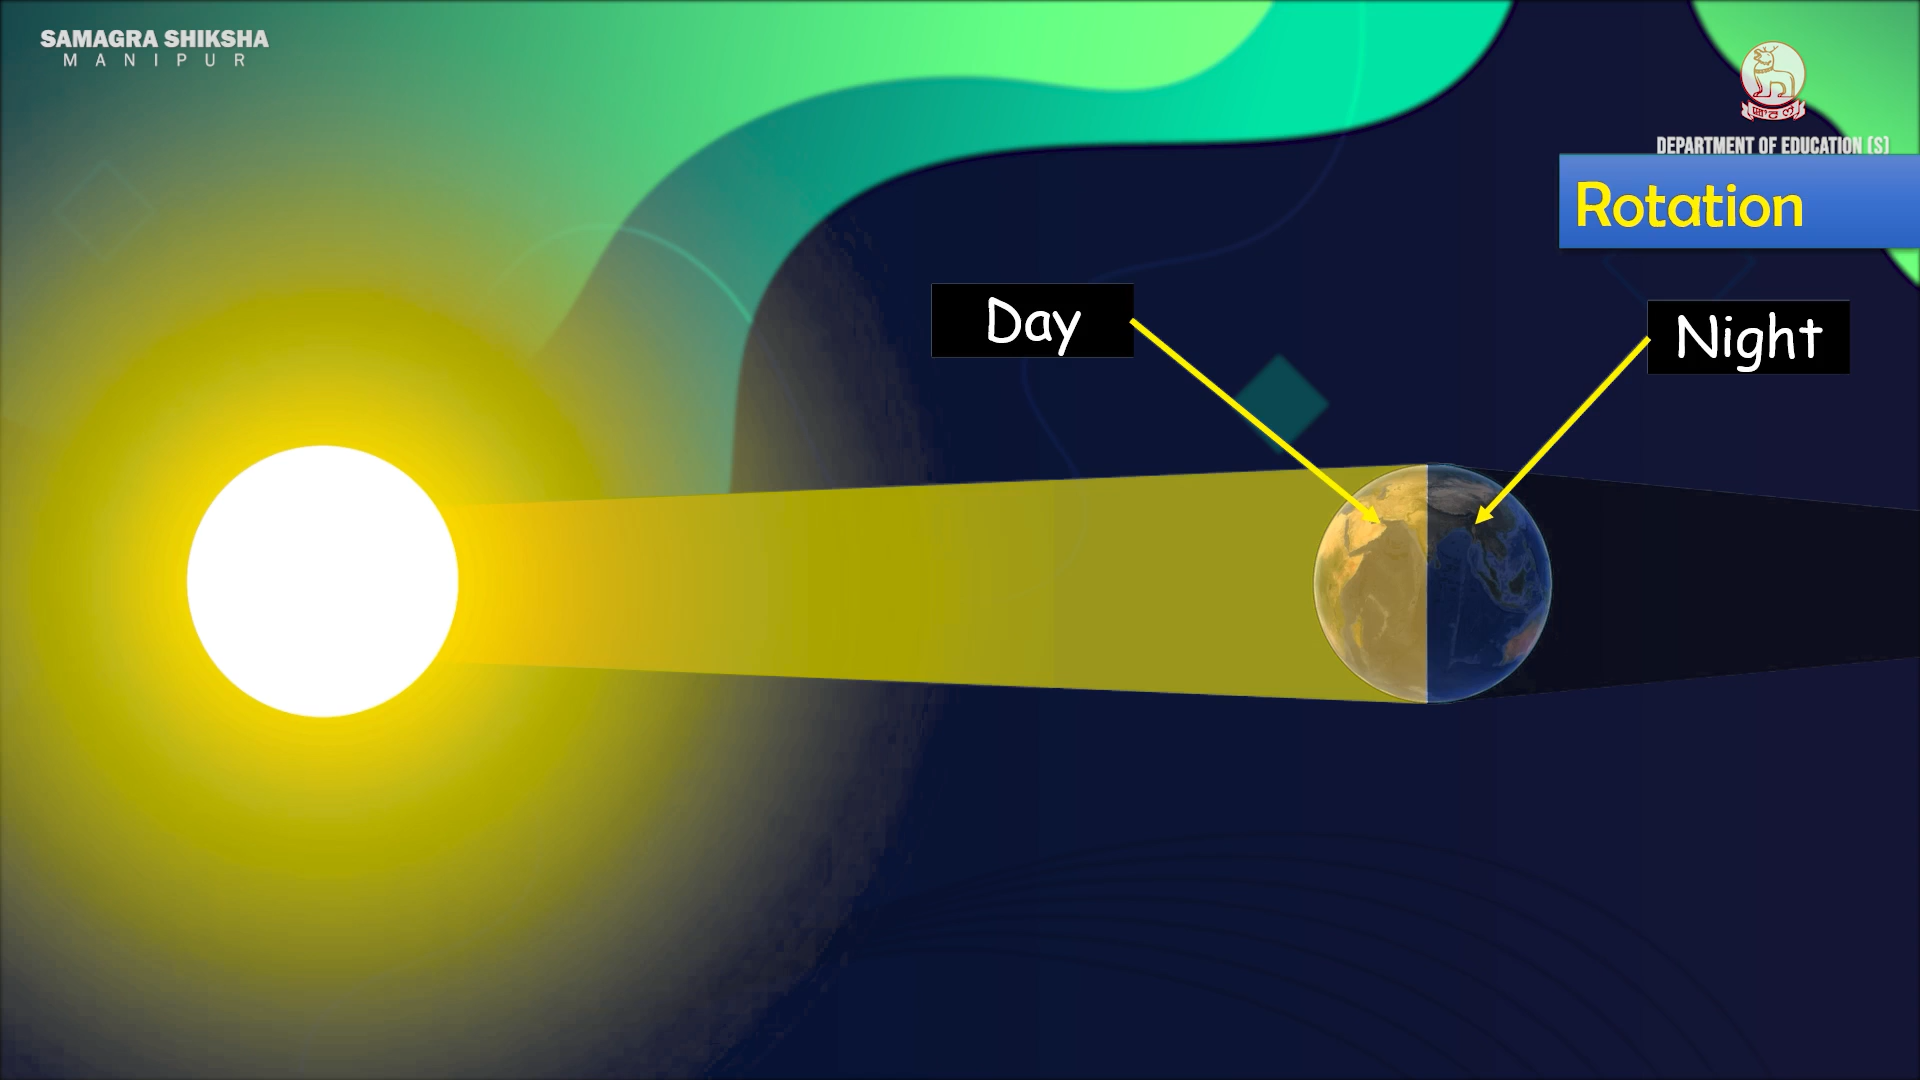 SAMAGRA SHIKSHA
MANIPUR
DEPARTMENT OF EDUCATION (S)
Rotation
Day
Night